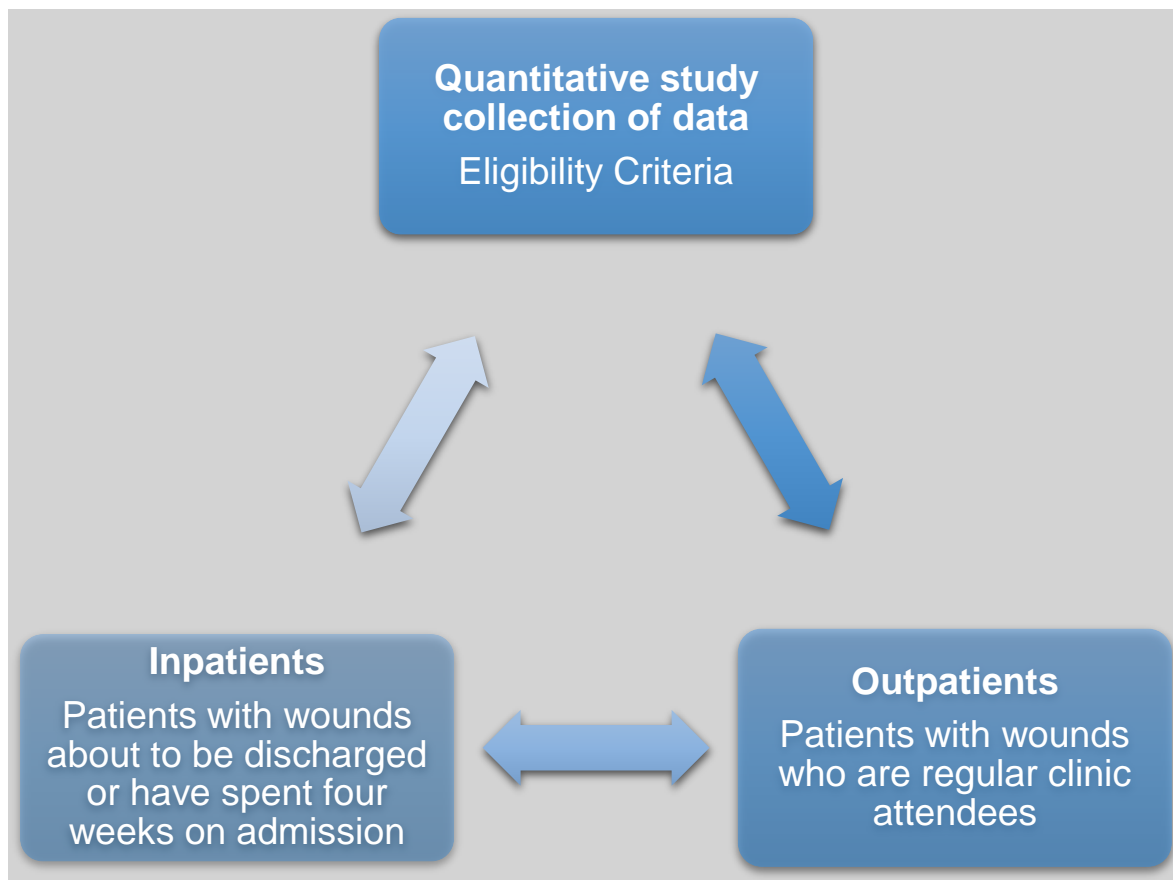 Quantitative study
collection of data
Eligibility Criteria
Inpatients
Patients with wounds
about to be discharged
or have spent four
weeks on admission
Outpatients
Patients with wounds
who are regular clinic
attendees